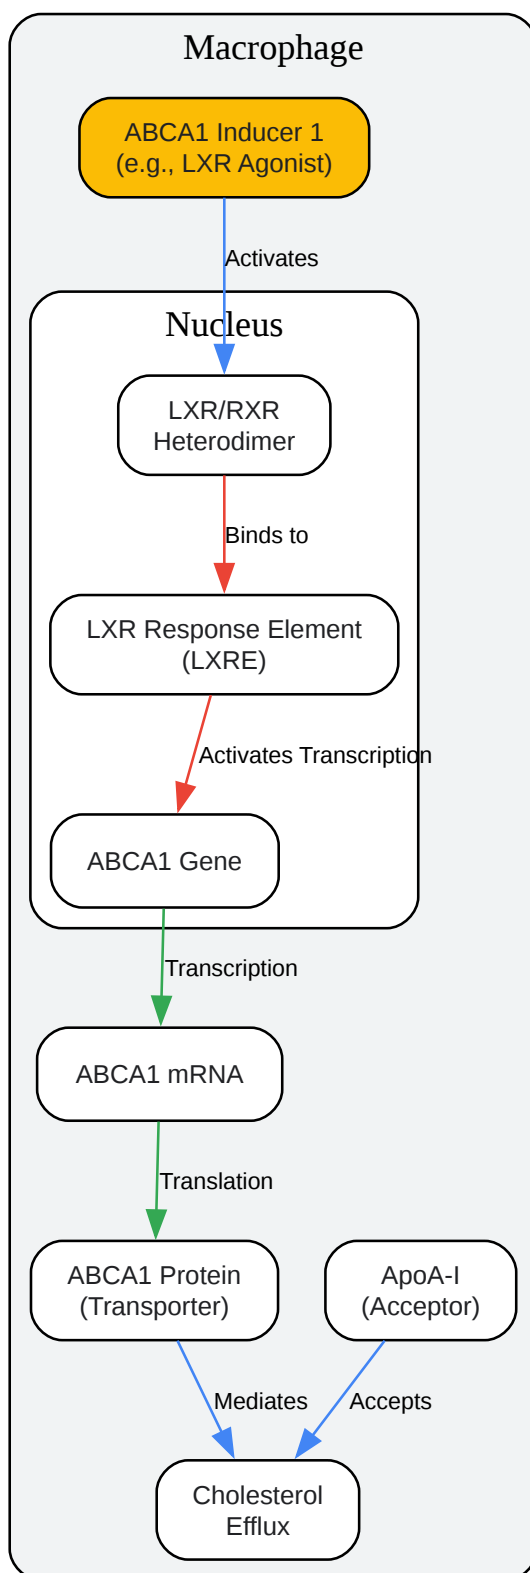 Macrophage
ABCA1 Inducer 1
(e.g., LXR Agonist)
Activates
Nucleus
LXR/RXR
Heterodimer
Binds to
LXR Response Element
(LXRE)
Activates Transcription
ABCA1 Gene
Transcription
ABCA1 mRNA
Translation
ABCA1 Protein
(Transporter)
ApoA-I
(Acceptor)
Mediates
Accepts
Cholesterol
Efflux